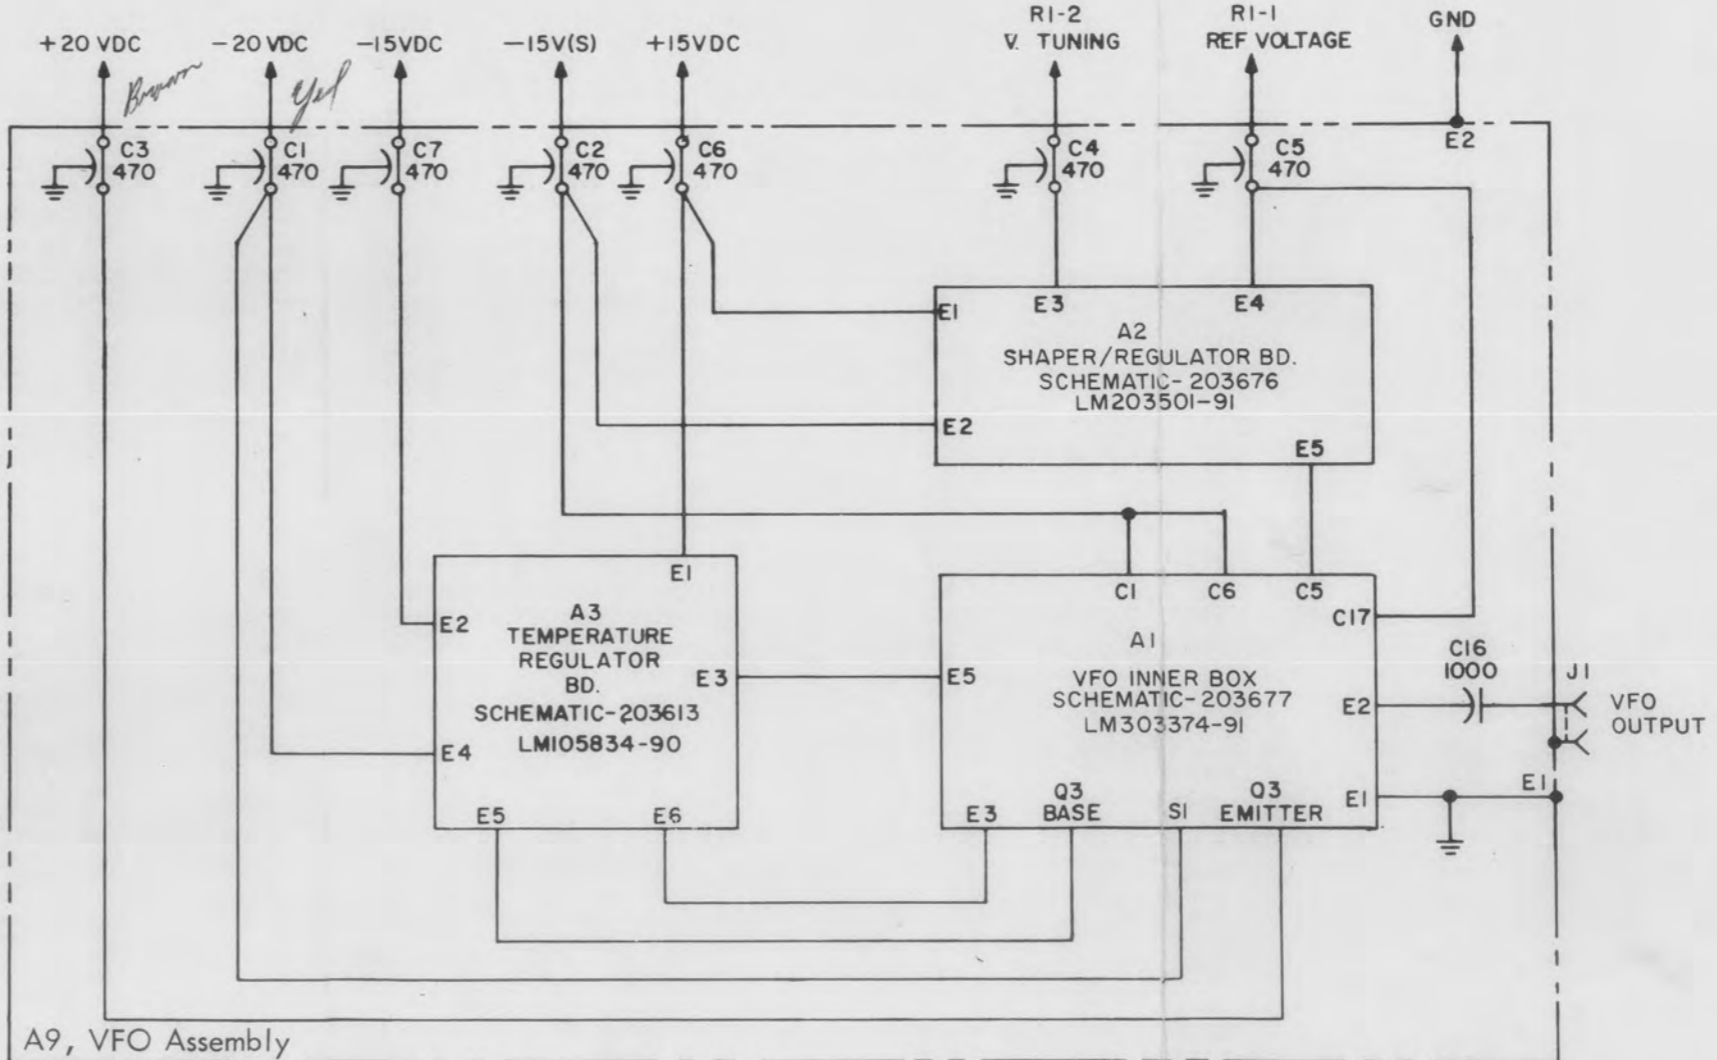 +20 VDC
-20 VDC
-15VDC
-15V(S)
+15VDC
R1-2
V. TUNING
R1-1
REF VOLTAGE
GND
Brown
Yel
C3
470
C1
470
C7
470
C2
470
C6
470
C4
470
C5
470
E2
E1
E3
E4
A2
SHAPER/REGULATOR BD.
SCHEMATIC-203676
LM203501-91
E2
E5
E1
E2
A3
TEMPERATURE
REGULATOR
BD.
SCHEMATIC-203613
LM105834-90
E3
E4
E5
E6
C1
C6
C5
C17
A1
E5
VFO INNER BOX
SCHEMATIC-203677
LM303374-91
E2
C16
1000
J1
VFO
OUTPUT
E3
Q3
BASE
S1
Q3
EMITTER
E1
E1
A9, VFO Assembly